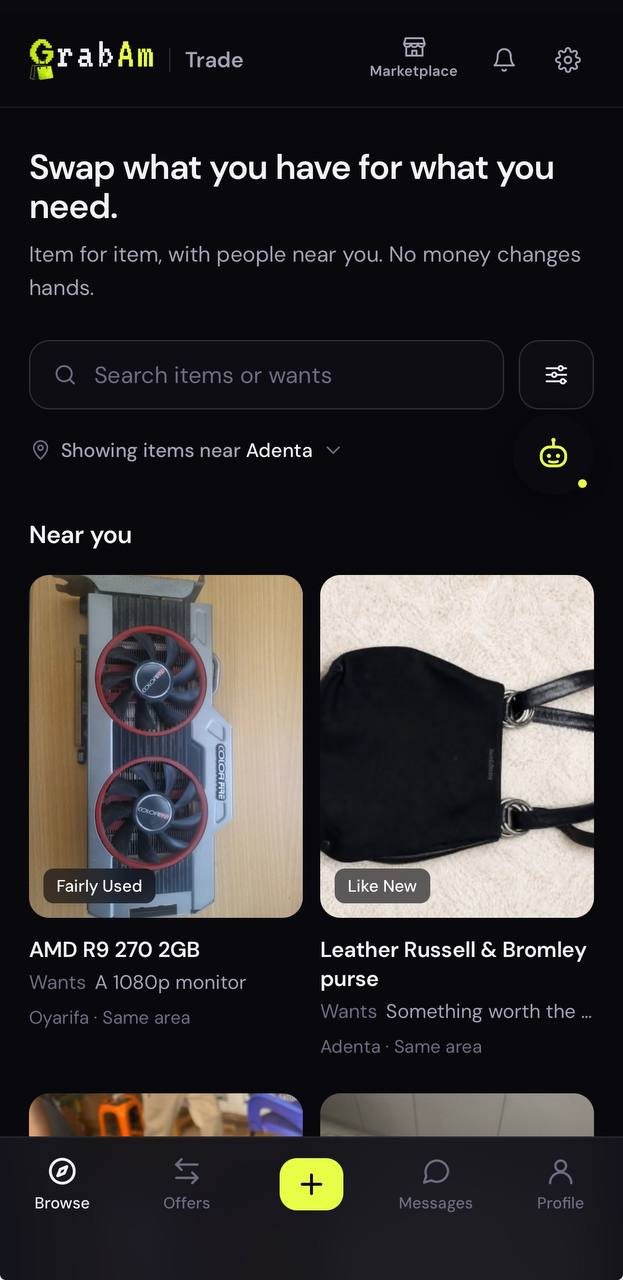 GrabAm
Trade
Marketplace
Swap what you have for what you
need.
Item for item, with people near you. No money changes
hands.
Search items or wants
Showing items near Adenta
Near you
Fairly Used
Like New
AMD R9 270 2GB
Wants A 1080p monitor
Oyarifa · Same area
Leather Russell & Bromley
purse
Wants Something worth the ...
Adenta · Same area
Browse
Offers
Messages
Profile